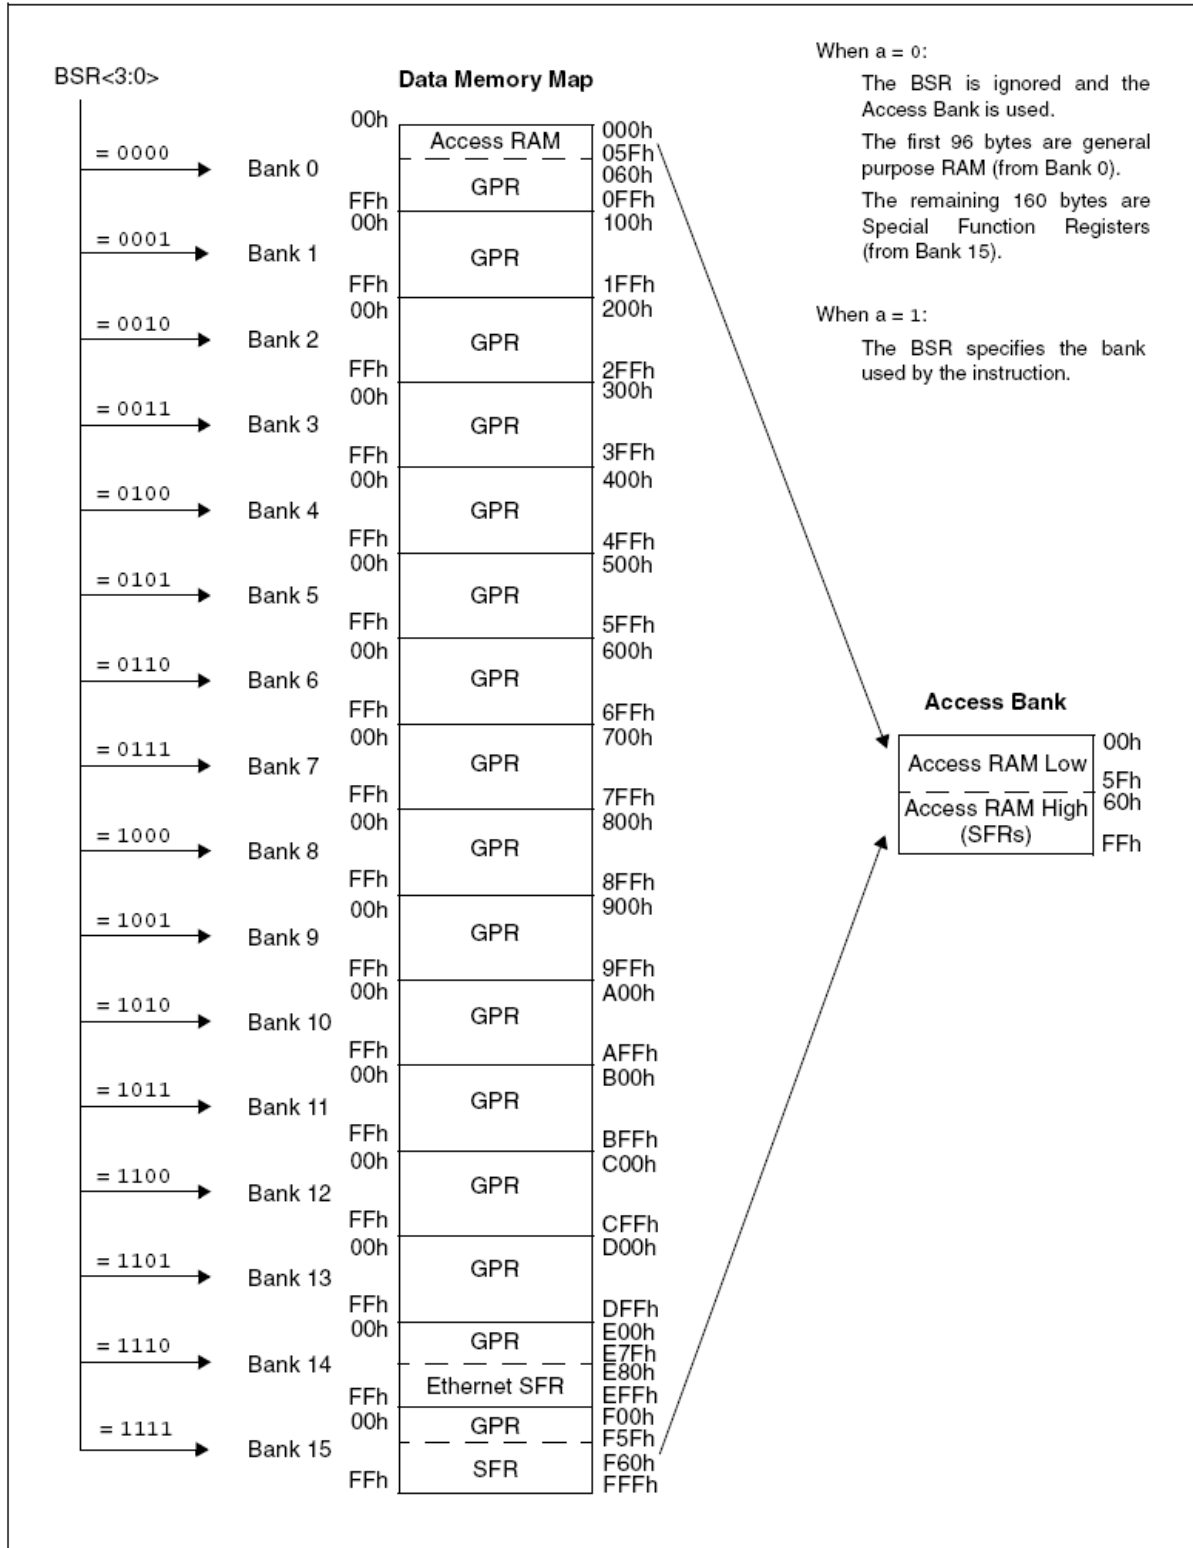 BSR<3:0>
Data Memory Map
When a = 0:
The BSR is ignored and the
Access Bank is used.
The first 96 bytes are general
purpose RAM (from Bank 0).
The remaining 160 bytes are
Special Function Registers
(from Bank 15).
When a = 1:
The BSR specifies the bank
used by the instruction.
= 0000
Bank 0
00h
Access RAM
000h
05Fh
060h
GPR
FFh
0FFh
= 0001
Bank 1
00h
100h
GPR
FFh
1FFh
= 0010
Bank 2
00h
200h
GPR
FFh
2FFh
= 0011
Bank 3
00h
300h
GPR
FFh
3FFh
= 0100
Bank 4
00h
400h
GPR
FFh
4FFh
= 0101
Bank 5
00h
500h
GPR
FFh
5FFh
= 0110
Bank 6
00h
600h
GPR
FFh
6FFh
= 0111
Bank 7
00h
700h
GPR
FFh
7FFh
= 1000
Bank 8
00h
800h
GPR
FFh
8FFh
= 1001
Bank 9
00h
900h
GPR
FFh
9FFh
= 1010
Bank 10
00h
A00h
GPR
FFh
AFFh
= 1011
Bank 11
00h
B00h
GPR
FFh
BFFh
= 1100
Bank 12
00h
C00h
GPR
FFh
CFFh
= 1101
Bank 13
00h
D00h
GPR
FFh
DFFh
= 1110
Bank 14
00h
E00h
GPR
E7Fh
E80h
Ethernet SFR
FFh
EFFh
= 1111
Bank 15
00h
F00h
GPR
F5Fh
F60h
SFR
FFh
FFFh
Access Bank
00h
Access RAM Low
5Fh
60h
Access RAM High
(SFRs)
FFh